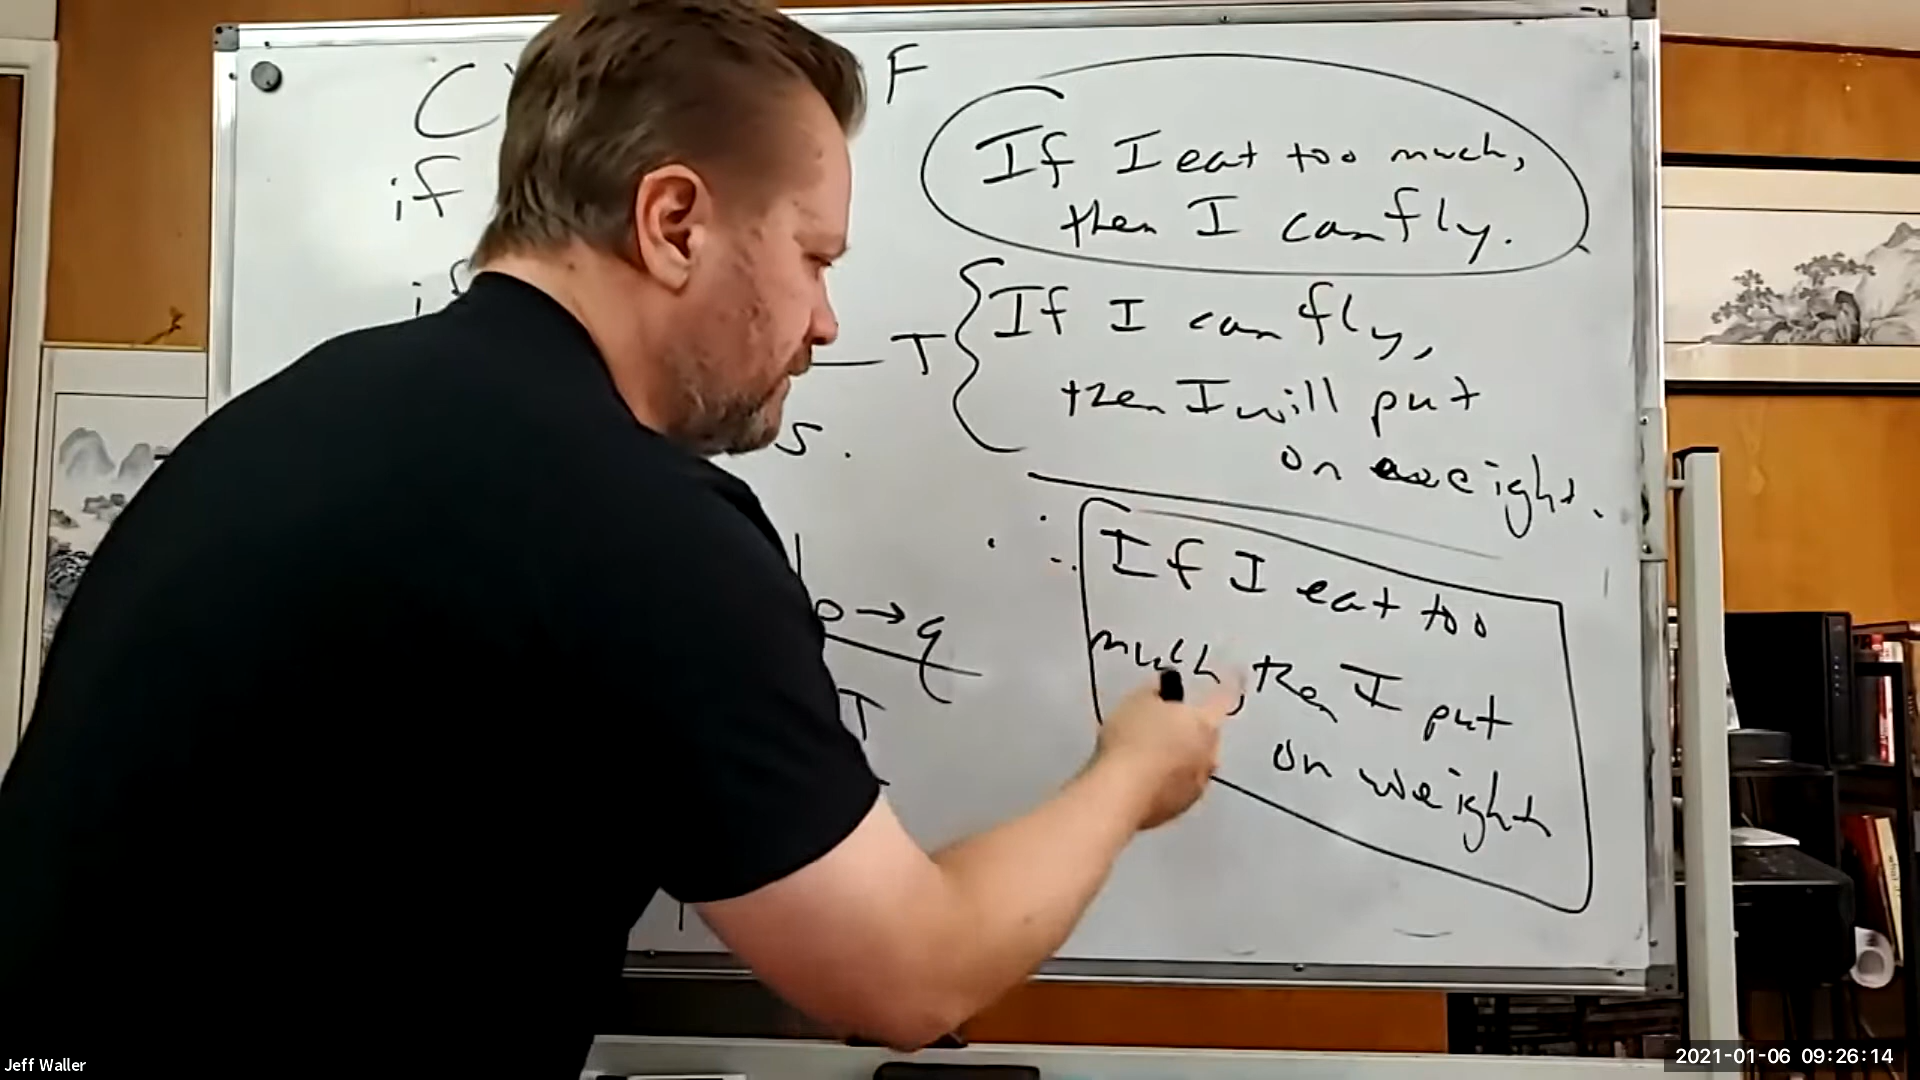 F
if
If I eat too much,
then I can fly.
T
If I can fly,
then I will put
on weight.
s.
∴ If I eat too
much, then I put
on weight
p → q
T
Jeff Waller
2021-01-06 09:26:14